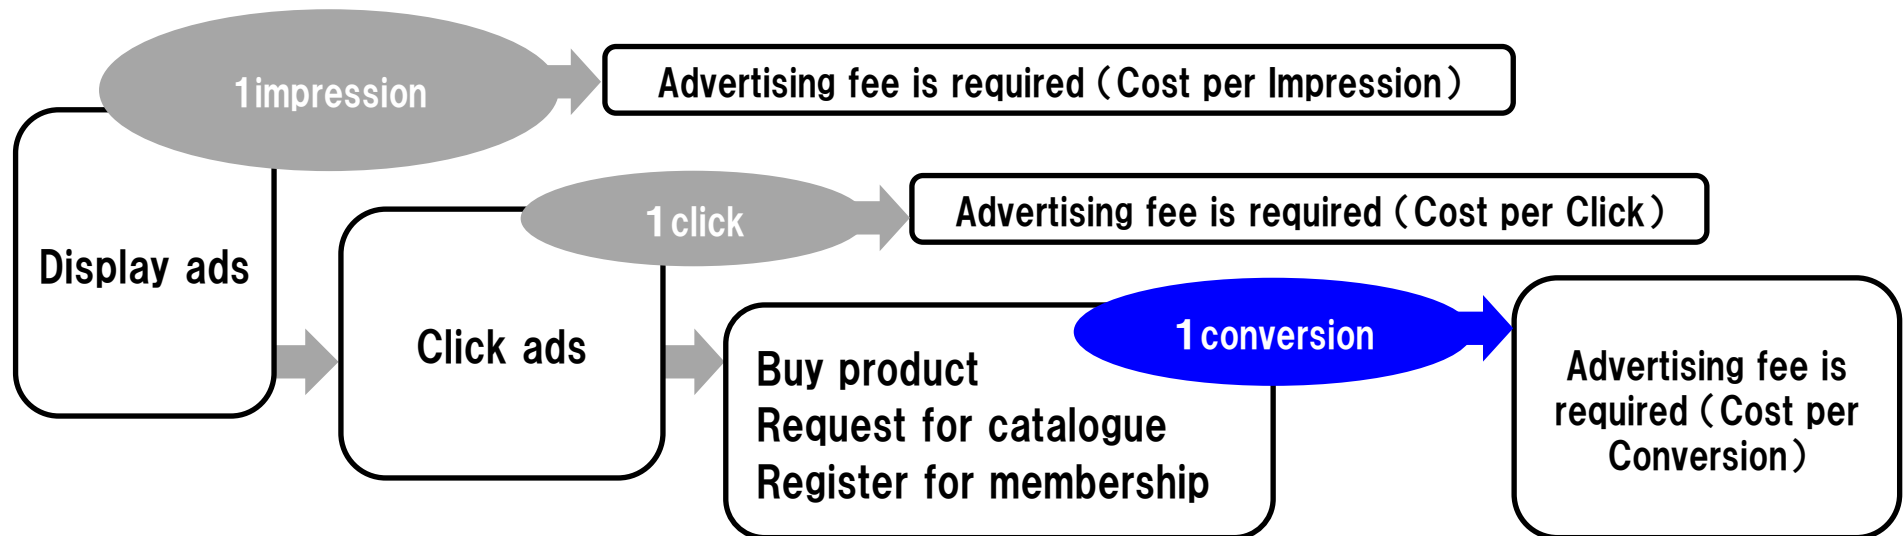 1impression
Advertising fee is required（Cost per Impression）
Display ads
1click
Advertising fee is required（Cost per Click）
Click ads
1conversion
Buy product
Request for catalogue
Register for membership
Advertising fee is
required（Cost per
Conversion）